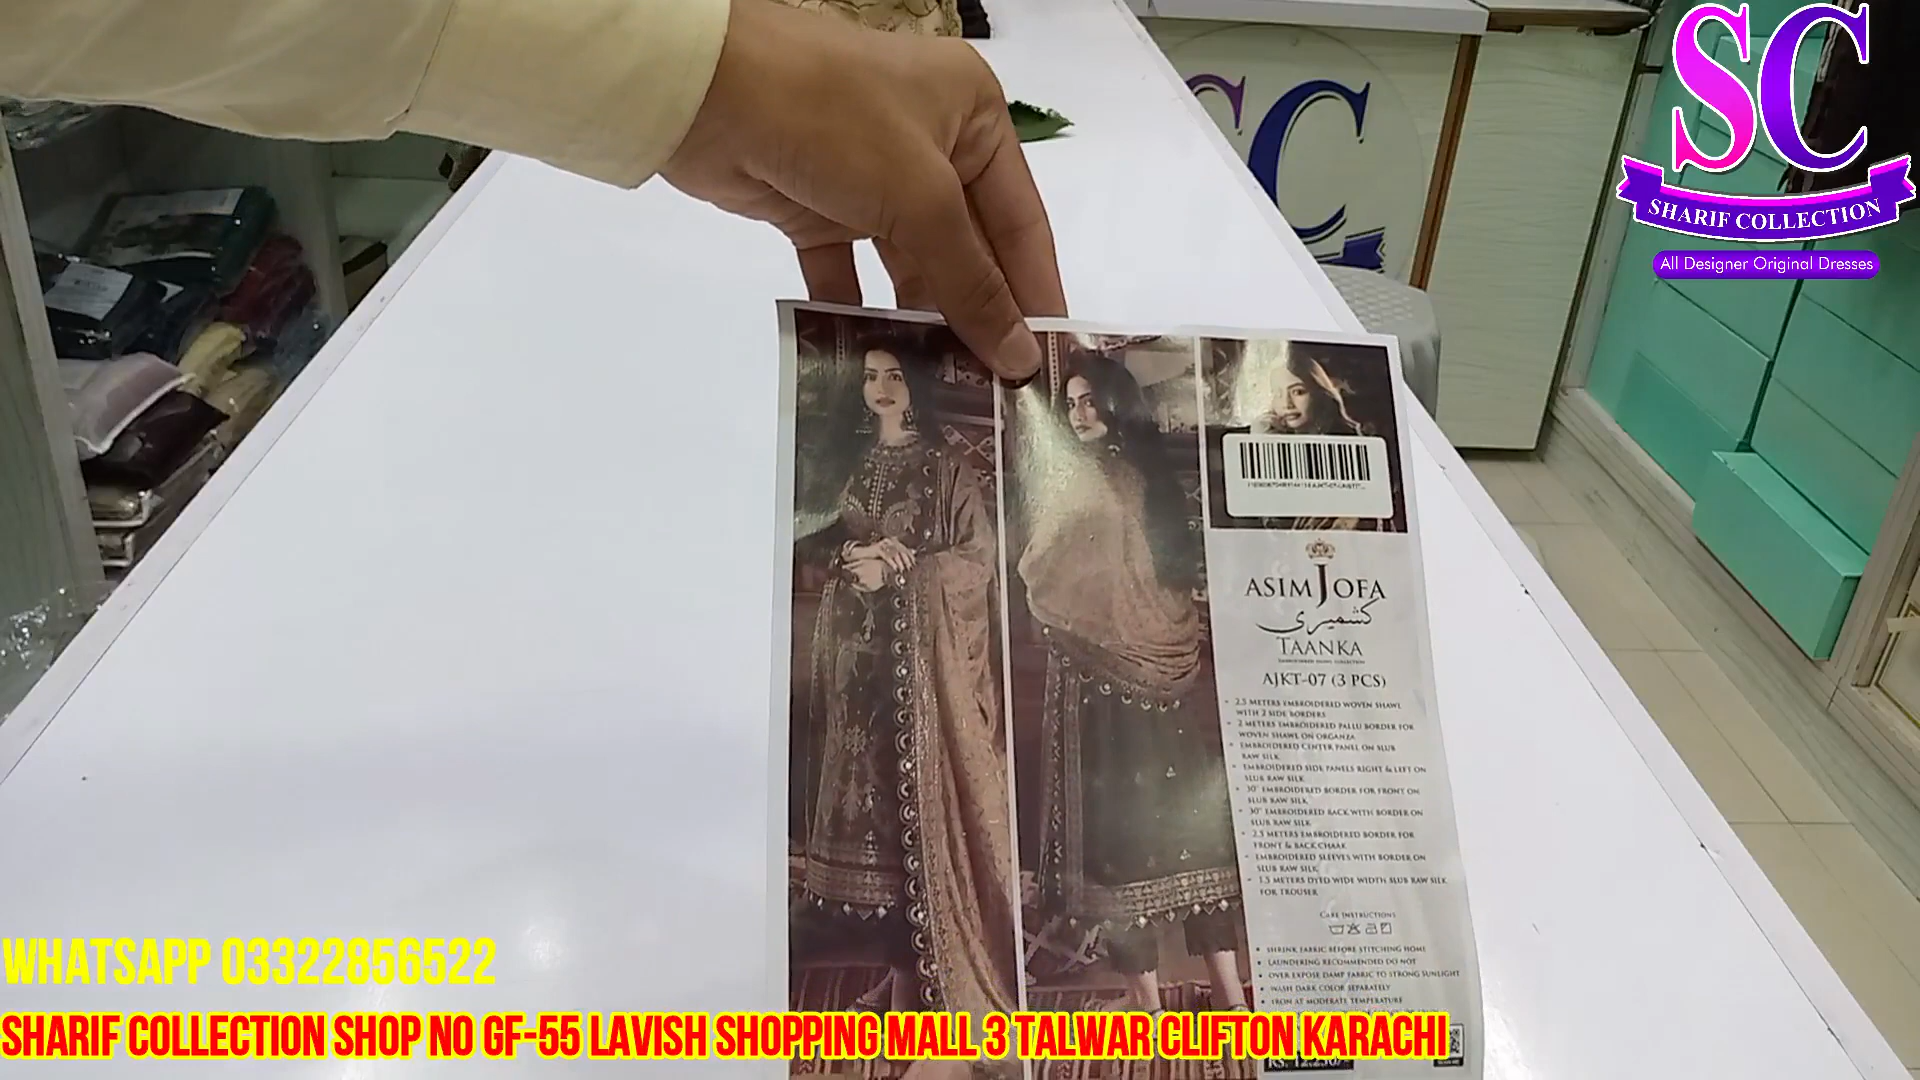 SC
SHARIF COLLECTION
All Designer Original Dresses
SC
ASIM JOFA
کشمیری
TAANKA
EMBROIDERED SHAWL COLLECTION
AJKT-07 (3 PCS)
- 2.5 METERS EMBROIDERED WOVEN SHAWL
WITH 2 SIDE BORDERS
- 2 METERS EMBROIDERED PALLU BORDER FOR
WOVEN SHAWL ON ORGANZA
- EMBROIDERED CENTER PANEL ON SLUB
RAW SILK
- EMBROIDERED SIDE PANELS RIGHT & LEFT ON
SLUB RAW SILK
- 30" EMBROIDERED BORDER FOR FRONT ON
SLUB RAW SILK
- 30" EMBROIDERED BACK WITH BORDER ON
SLUB RAW SILK
- 2.5 METERS EMBROIDERED BORDER FOR
FRONT & BACK CHAAK
- EMBROIDERED SLEEVES WITH BORDER ON
SLUB RAW SILK
- 1.5 METERS DYED WIDE WIDTH SLUB RAW SILK
FOR TROUSER
CARE INSTRUCTIONS
• SHRINK FABRIC BEFORE STITCHING HOME
• LAUNDERING RECOMMENDED DO NOT
• OVER EXPOSE DAMP FABRIC TO STRONG SUNLIGHT
• WASH DARK COLOR SEPARATELY
• IRON AT MODERATE TEMPERATURE
WHATSAPP 03322856522
SHARIF COLLECTION SHOP NO GF-55 LAVISH SHOPPING MALL 3 TALWAR CLIFTON KARACHI